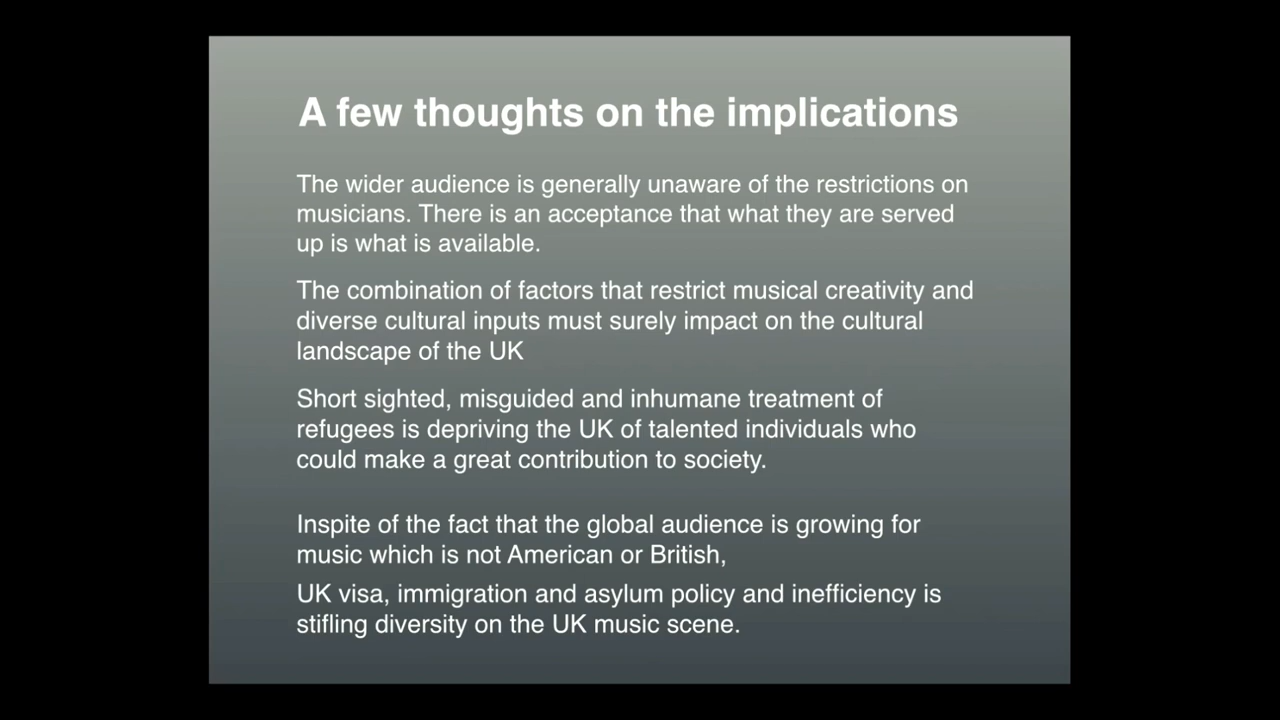 A few thoughts on the implications
The wider audience is generally unaware of the restrictions on
musicians. There is an acceptance that what they are served
up is what is available.
The combination of factors that restrict musical creativity and
diverse cultural inputs must surely impact on the cultural
landscape of the UK
Short sighted, misguided and inhumane treatment of
refugees is depriving the UK of talented individuals who
could make a great contribution to society.
Inspite of the fact that the global audience is growing for
music which is not American or British,
UK visa, immigration and asylum policy and inefficiency is
stifling diversity on the UK music scene.